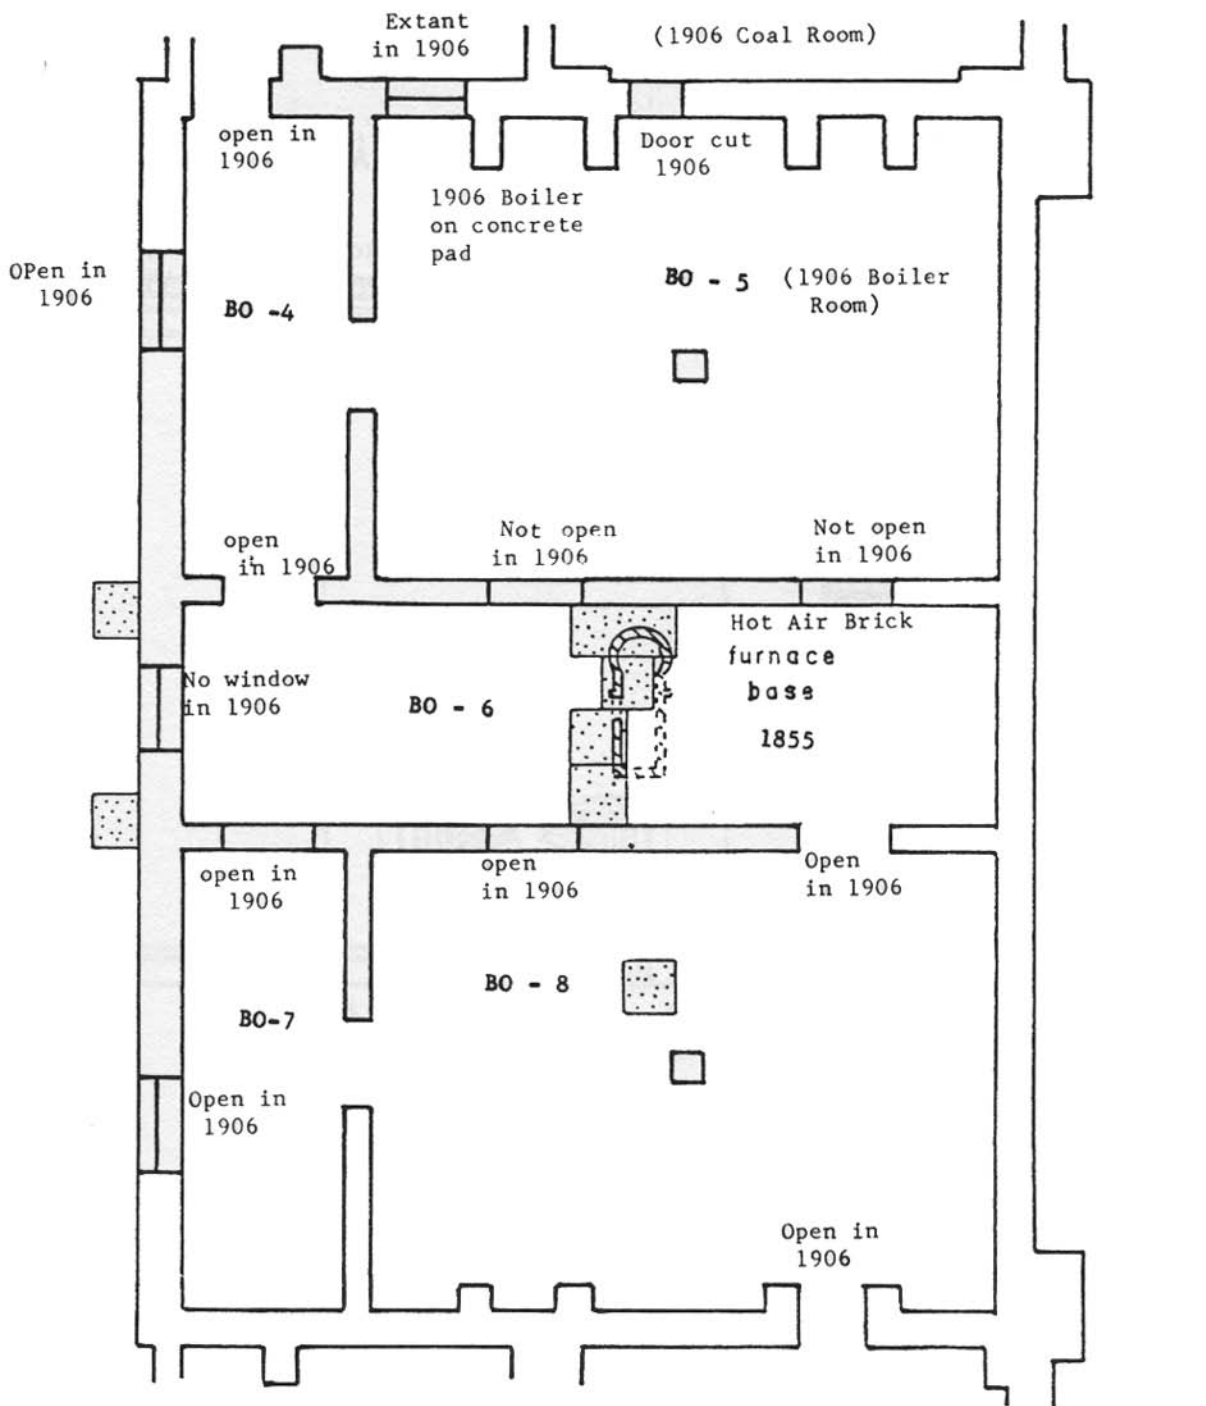 Extant
in 1906
(1906 Coal Room)
open in
1906
Door cut
1906
1906 Boiler
on concrete
pad
OPen in
1906
BO -4
BO - 5
(1906 Boiler
Room)
open
in 1906
Not open
in 1906
Not open
in 1906
Hot Air Brick
furnace
base
1855
No window
in 1906
BO - 6
open in
1906
open
in 1906
Open
in 1906
BO - 8
BO-7
Open in
1906
Open in
1906